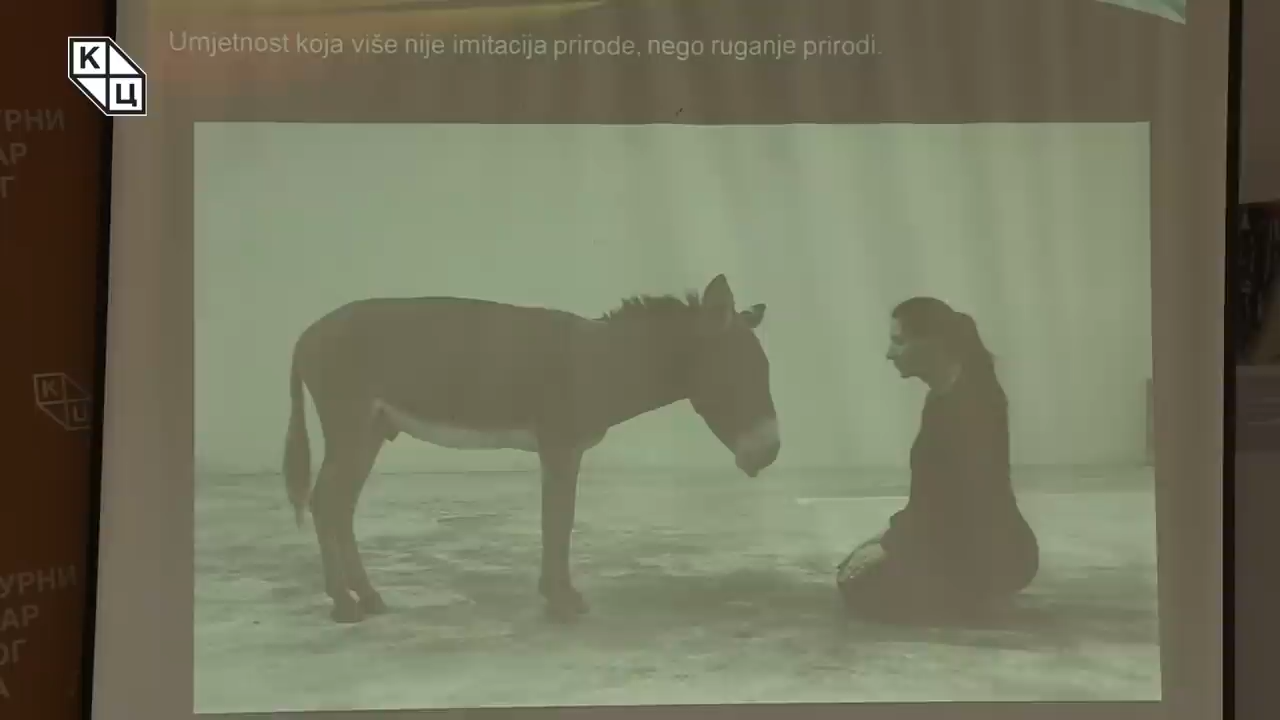 К
Ц
Umjetnost koja više nije imitacija prirode, nego ruganje prirodi.
К
Ц